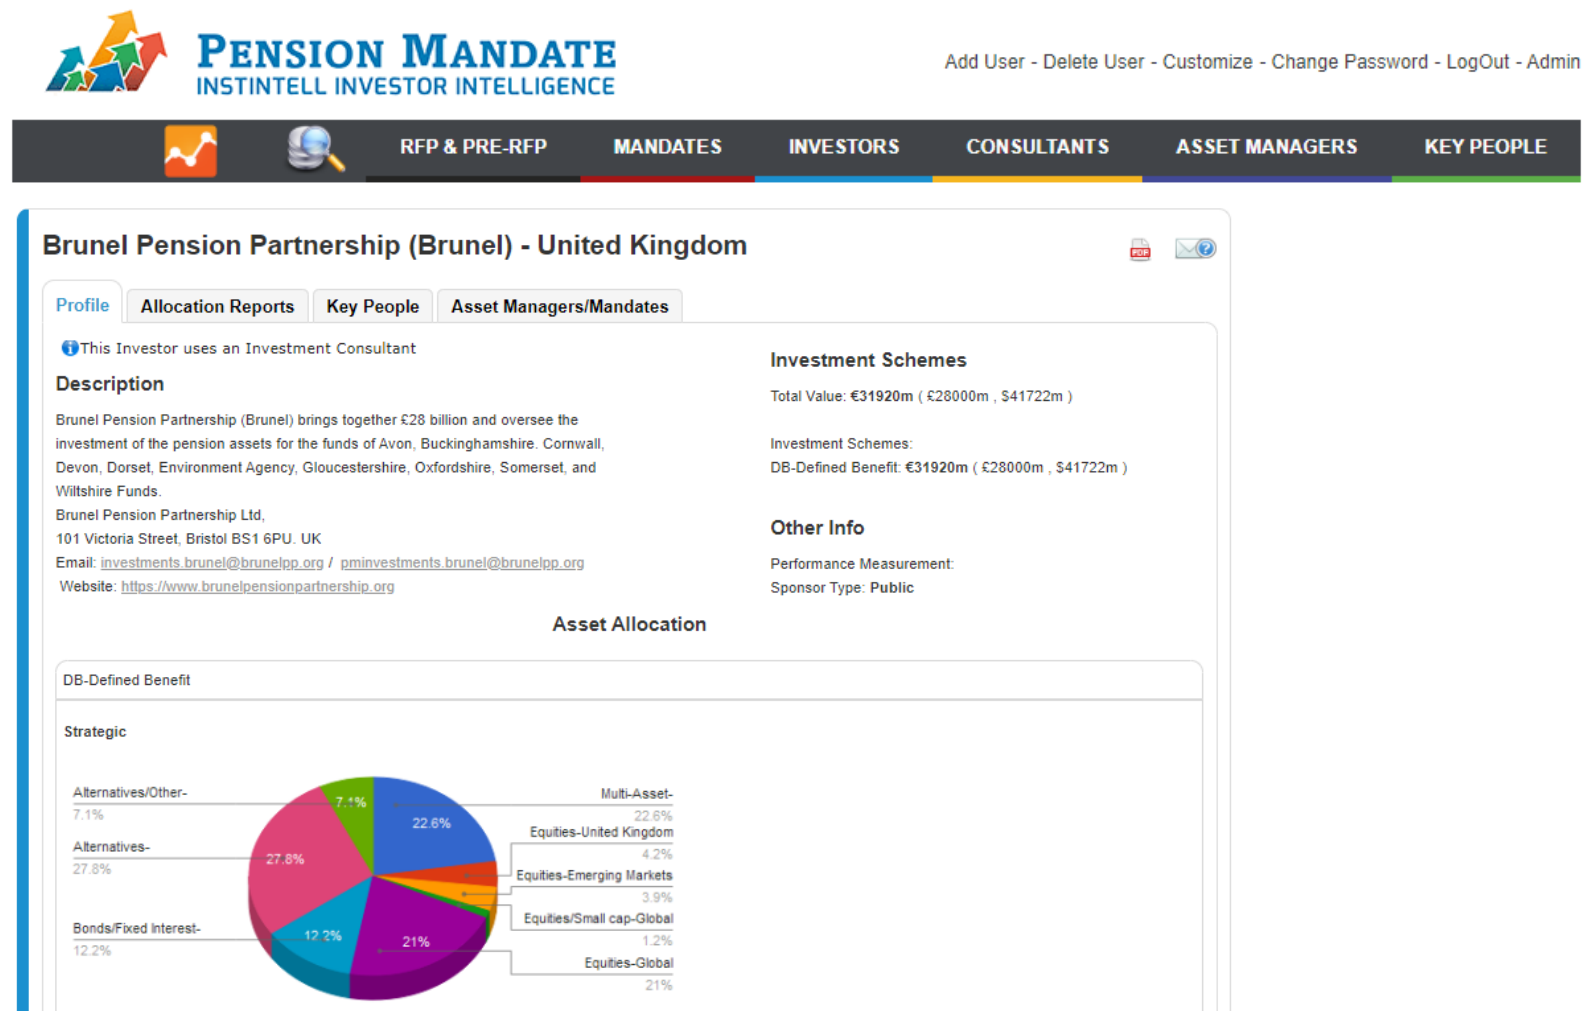 PENSION MANDATE
INSTINTELL INVESTOR INTELLIGENCE
Add User - Delete User - Customize - Change Password - LogOut - Admin
RFP & PRE-RFP MANDATES INVESTORS CONSULTANTS ASSET MANAGERS KEY PEOPLE
Brunel Pension Partnership (Brunel) - United Kingdom
PDF
Profile Allocation Reports Key People Asset Managers/Mandates
This Investor uses an Investment Consultant
Description
Brunel Pension Partnership (Brunel) brings together £28 billion and oversee the
investment of the pension assets for the funds of Avon, Buckinghamshire. Cornwall,
Devon, Dorset, Environment Agency, Gloucestershire, Oxfordshire, Somerset, and
Wiltshire Funds.
Brunel Pension Partnership Ltd,
101 Victoria Street, Bristol BS1 6PU. UK
Email: investments.brunel@brunelpp.org / pminvestments.brunel@brunelpp.org
Website: https://www.brunelpensionpartnership.org
Investment Schemes
Total Value: €31920m ( £28000m , $41722m )
Investment Schemes:
DB-Defined Benefit: €31920m ( £28000m , $41722m )
Other Info
Performance Measurement:
Sponsor Type: Public
Asset Allocation
DB-Defined Benefit
Strategic
Alternatives/Other-
7.1%
Alternatives-
27.8%
Bonds/Fixed Interest-
12.2%
7.1%
22.6%
27.8%
12.2%
21%
Multi-Asset-
22.6%
Equities-United Kingdom
4.2%
Equities-Emerging Markets
3.9%
Equities/Small cap-Global
1.2%
Equities-Global
21%